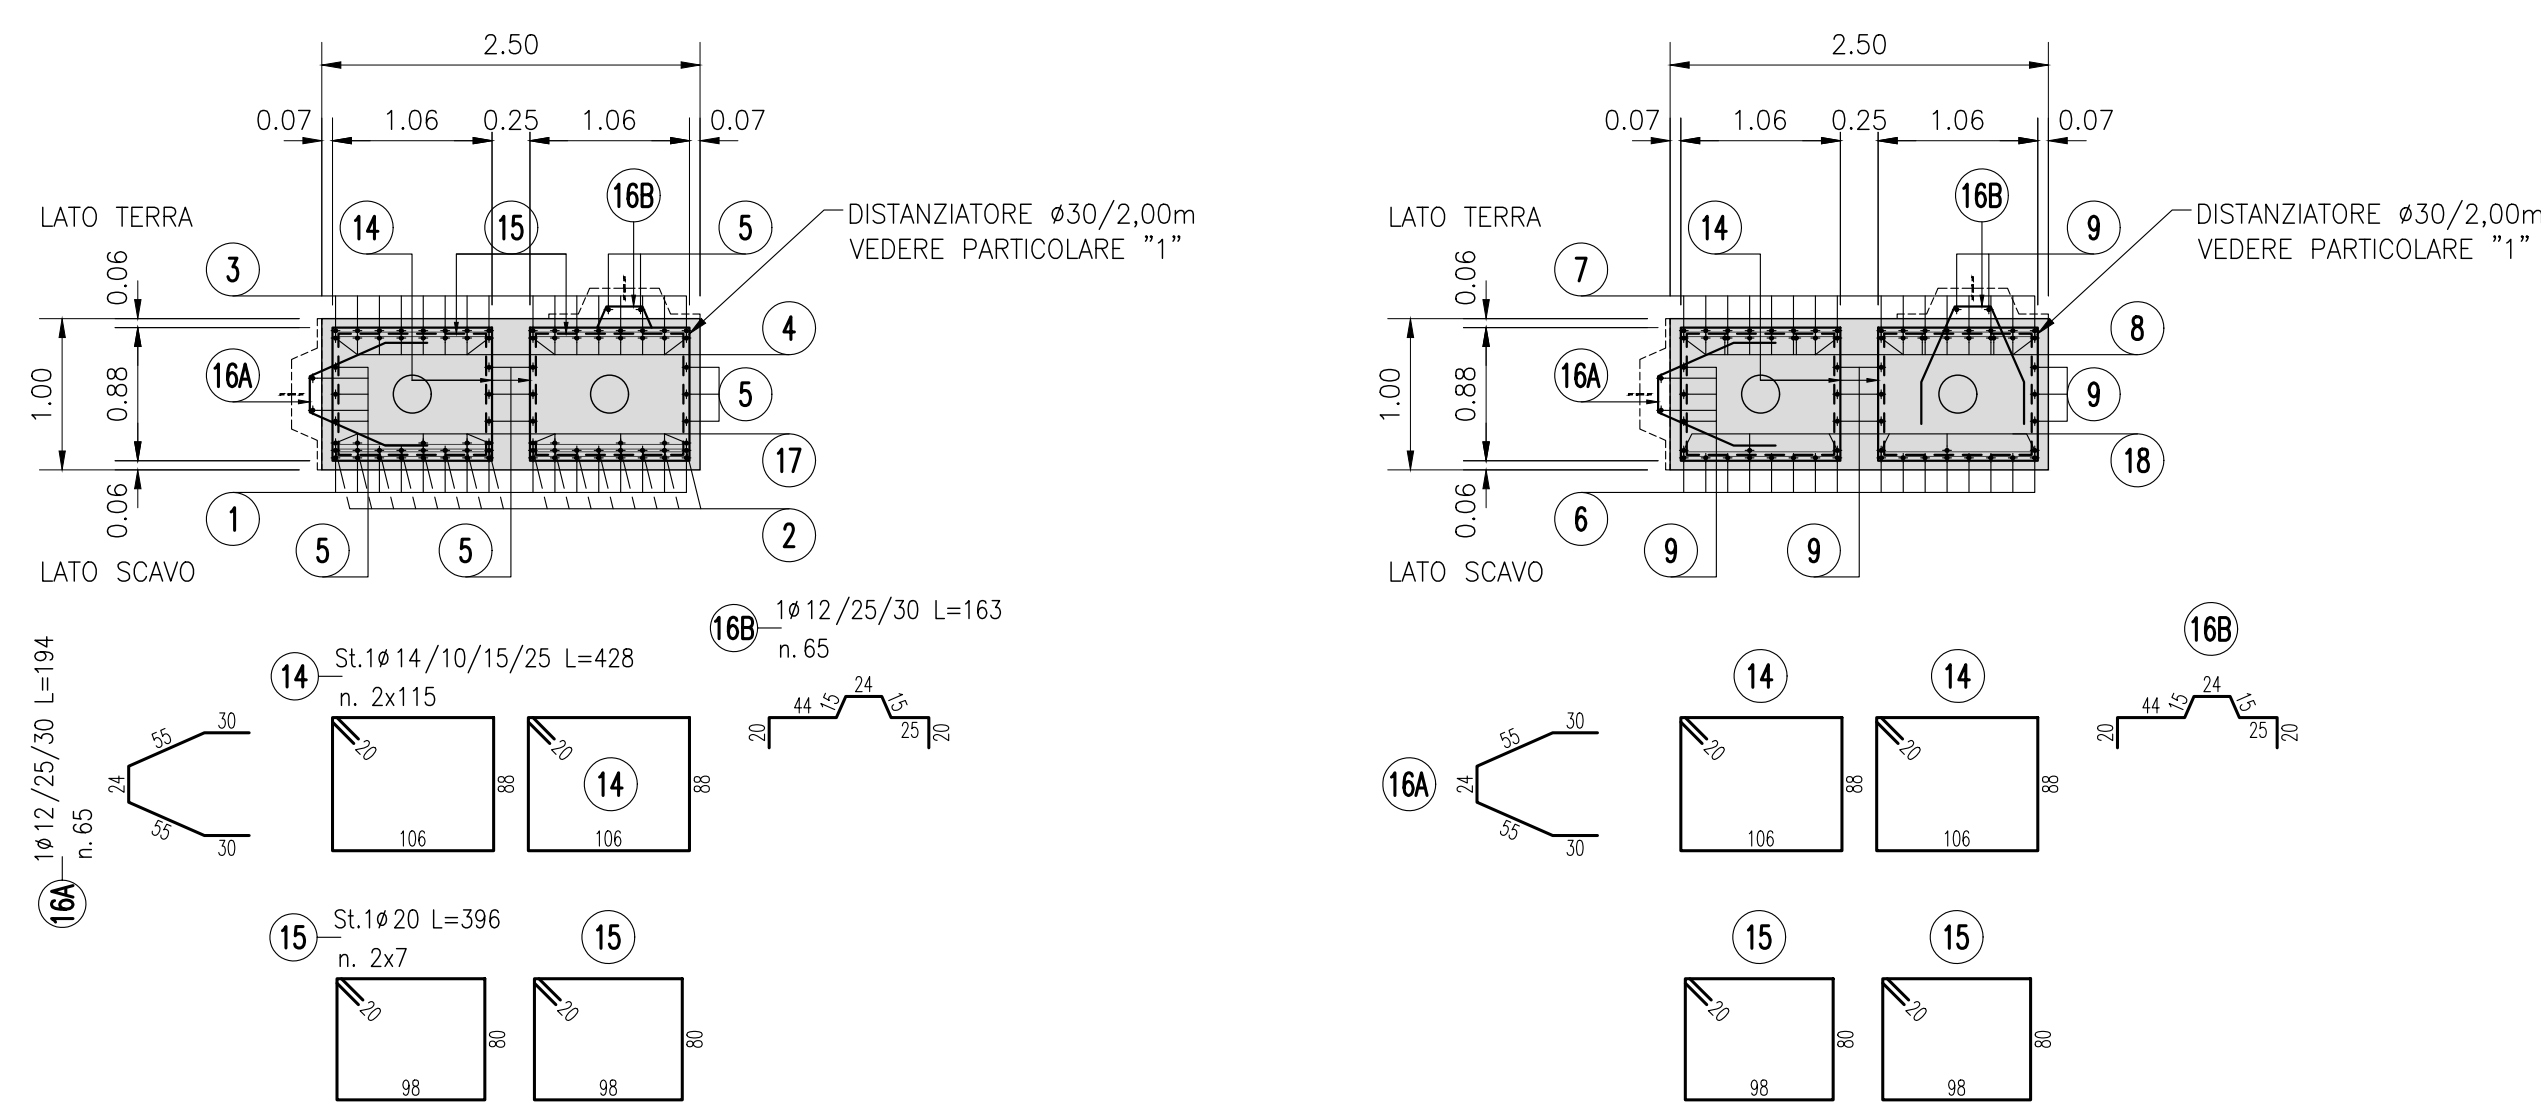 2.50
0.07 1.06 0.25 1.06 0.07
16B
LATO TERRA
14 15 5
DISTANZIATORE ø30/2,00m
VEDERE PARTICOLARE "1"
3
0.06
4
1.00
0.88
16A
5
17
0.06
1
2
5 5
LATO SCAVO
2.50
0.07 1.06 0.25 1.06 0.07
16B
LATO TERRA
14 9
DISTANZIATORE ø30/2,00m
VEDERE PARTICOLARE "1"
7
0.06
8
1.00
0.88
16A
9
18
0.06
6
9 9
LATO SCAVO
16A
1ø12/25/30 L=194
n.65
24
55
30
55
30
14
St.1ø14/10/15/25 L=428
n. 2x115
20
88
106
20
14
88
106
16B
1ø12/25/30 L=163
n.65
20
44
15
24
15
25
20
15
St.1ø20 L=396
n. 2x7
20
80
98
15
20
80
98
16A
24
55
30
55
30
14
20
88
106
14
20
88
106
16B
20
44
15
24
15
25
20
15
20
80
98
15
20
80
98